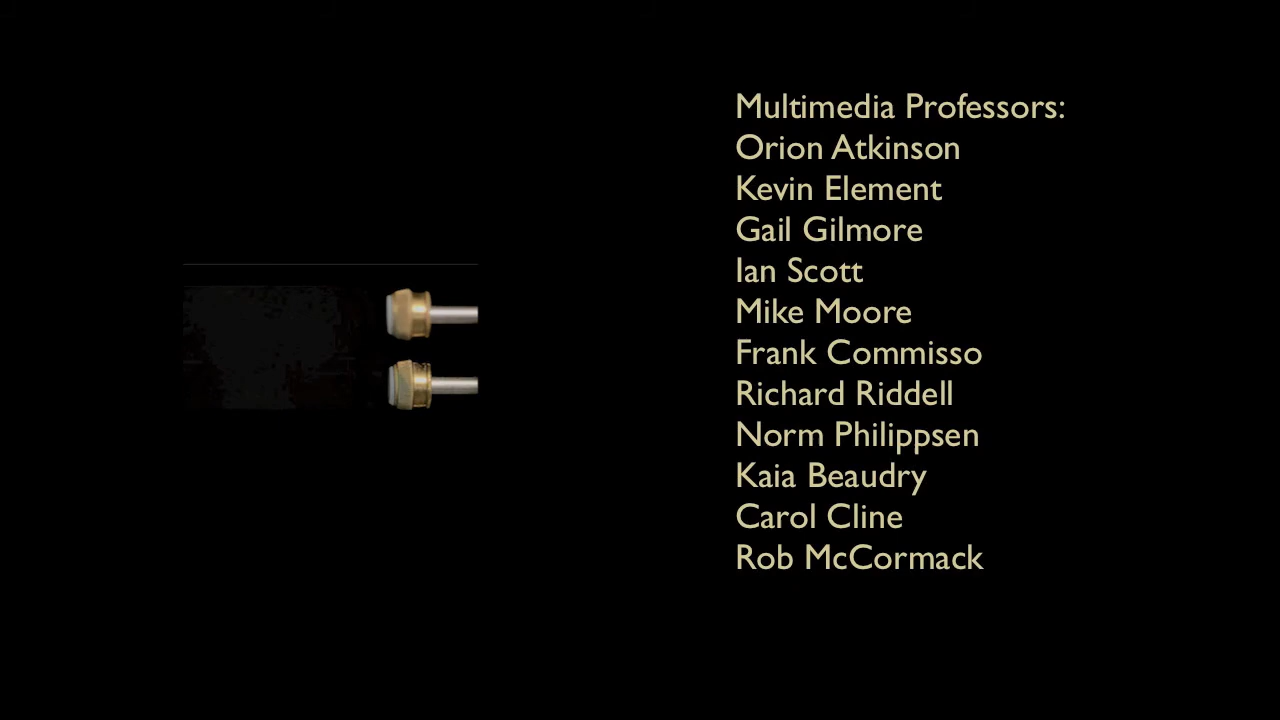 Multimedia Professors:
Orion Atkinson
Kevin Element
Gail Gilmore
Ian Scott
Mike Moore
Frank Commisso
Richard Riddell
Norm Philippsen
Kaia Beaudry
Carol Cline
Rob McCormack